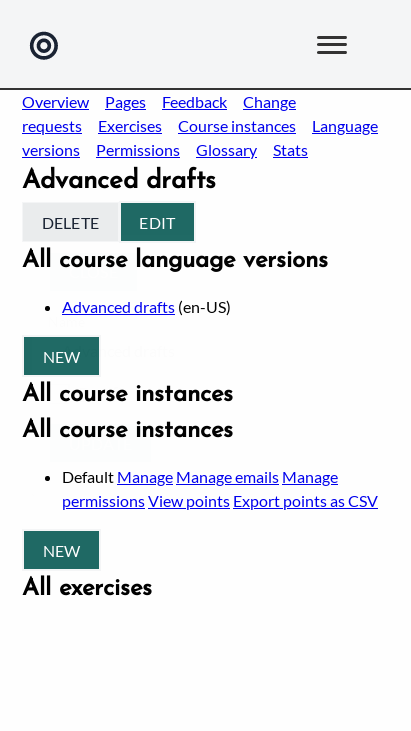 Overview Pages Feedback Change
requests Exercises Course instances Language
versions Permissions Glossary Stats
Advanced drafts
DELETE EDIT
All course language versions
Advanced drafts (en-US)
NEW
All course instances
All course instances
Default Manage Manage emails Manage
permissions View points Export points as CSV
NEW
All exercises